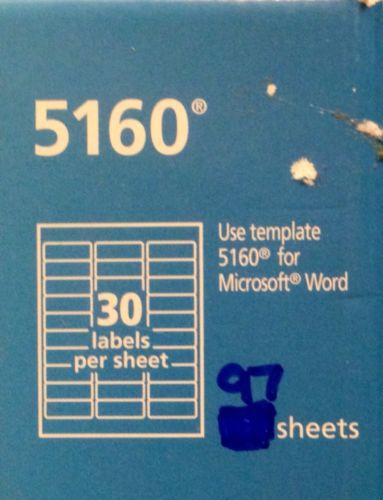 5160®
Use template
5160® for
Microsoft® Word
30
labels
per sheet
97
sheets